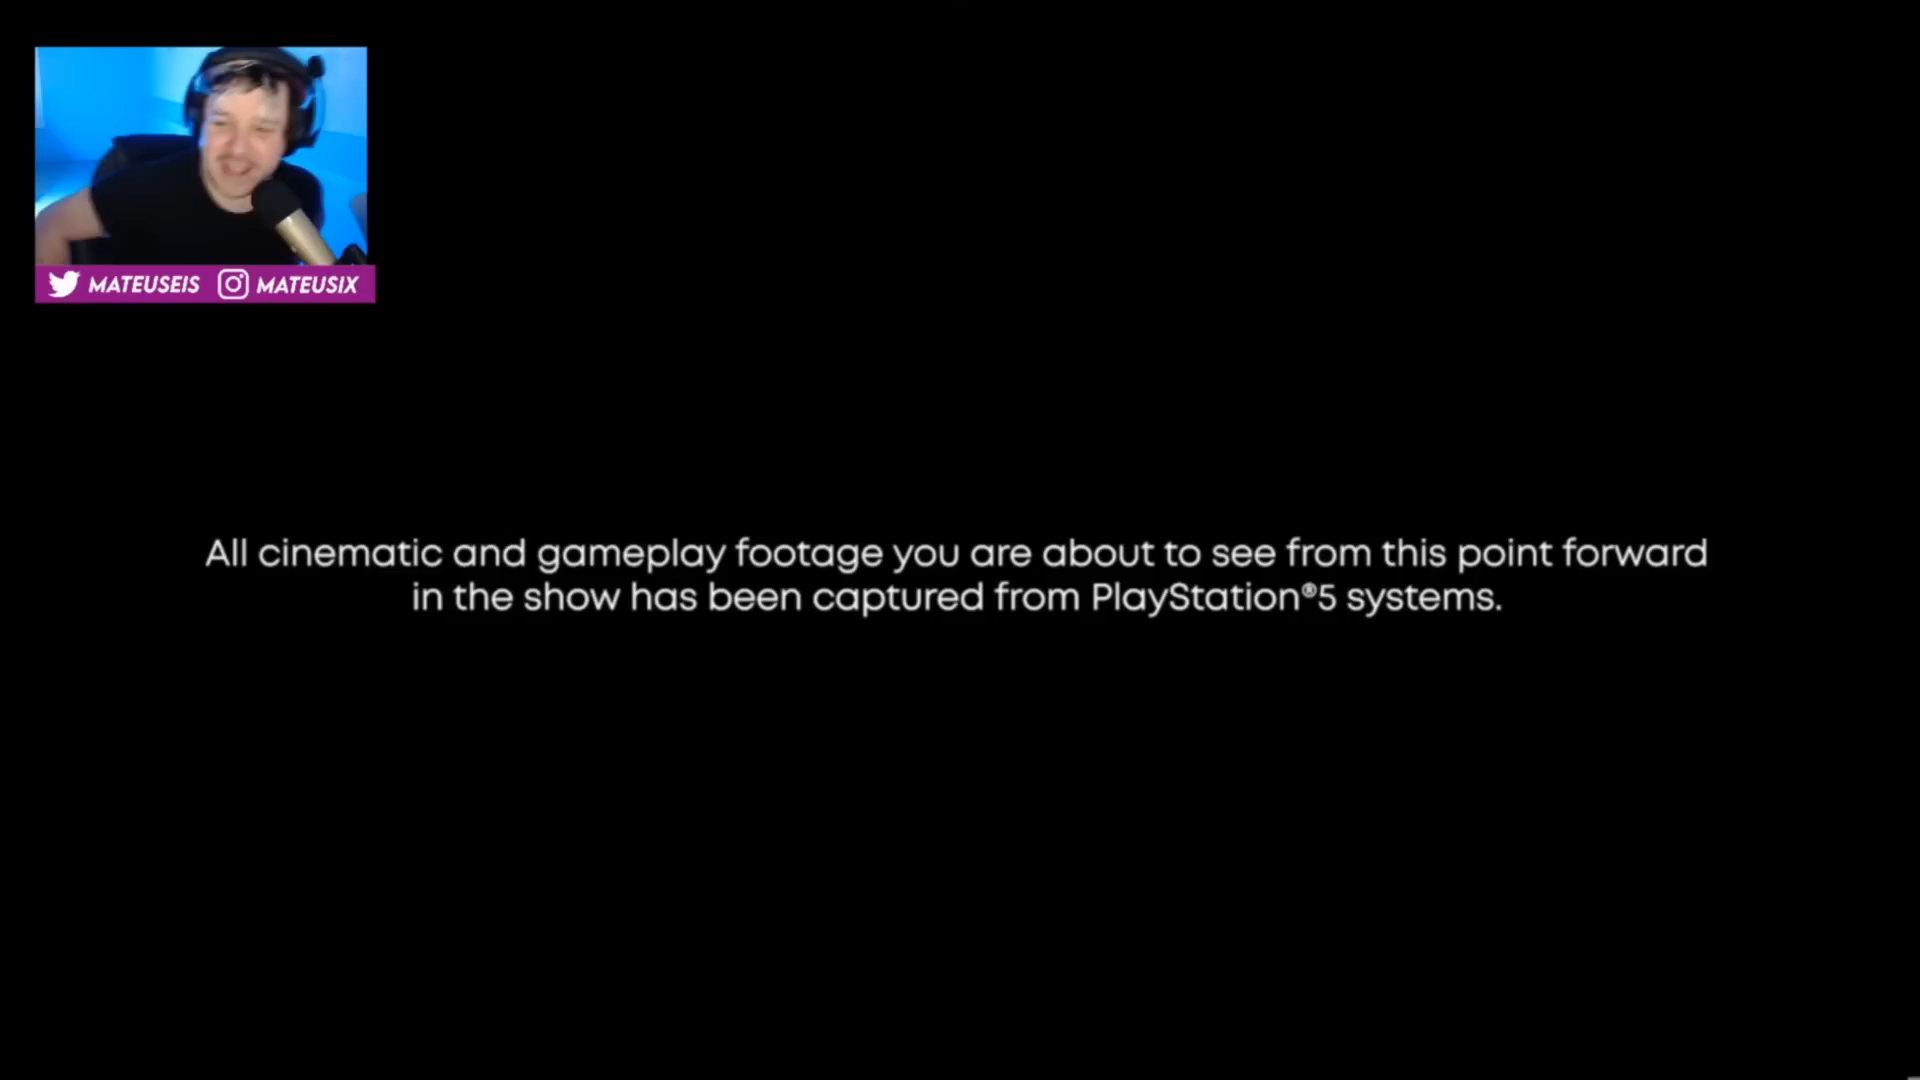 MATEUSEIS MATEUSIX
All cinematic and gameplay footage you are about to see from this point forward
in the show has been captured from PlayStation®5 systems.